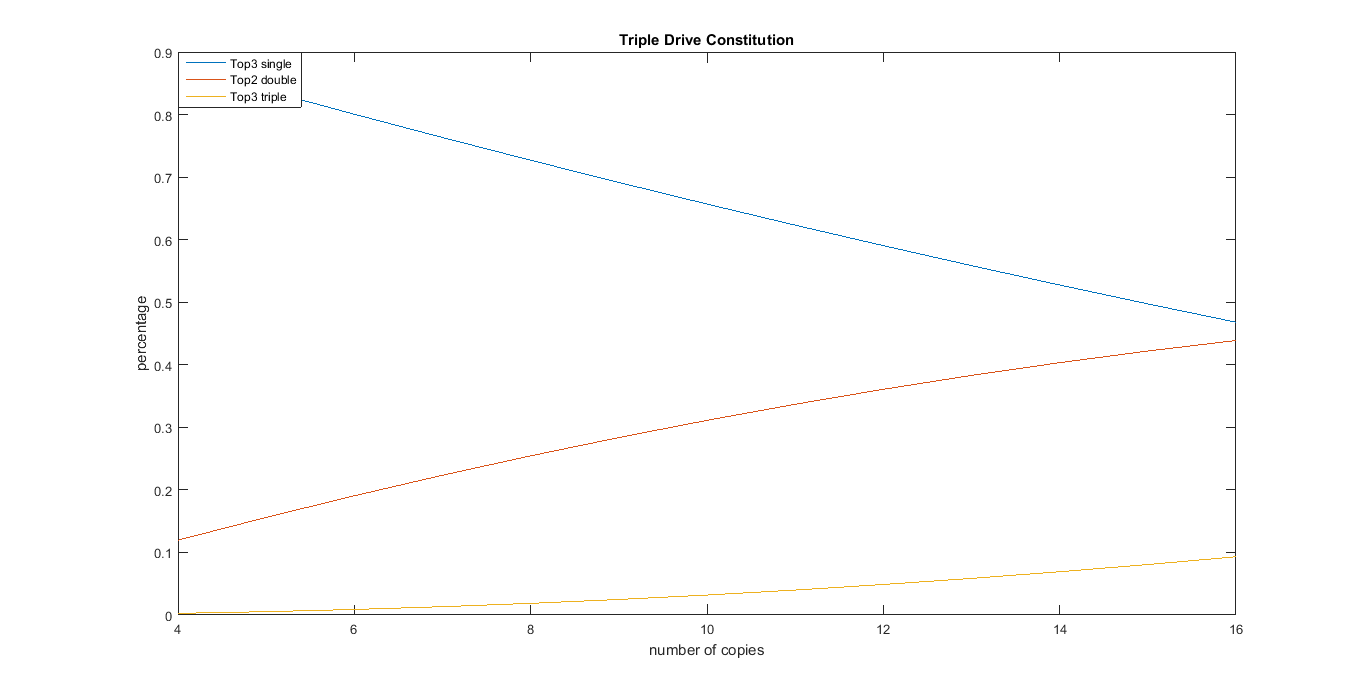 Triple Drive Constitution
Top3 single
Top2 double
Top3 triple
0.9
0.8
0.7
0.6
0.5
0.4
0.3
0.2
0.1
0
percentage
4 6 8 10 12 14 16
number of copies